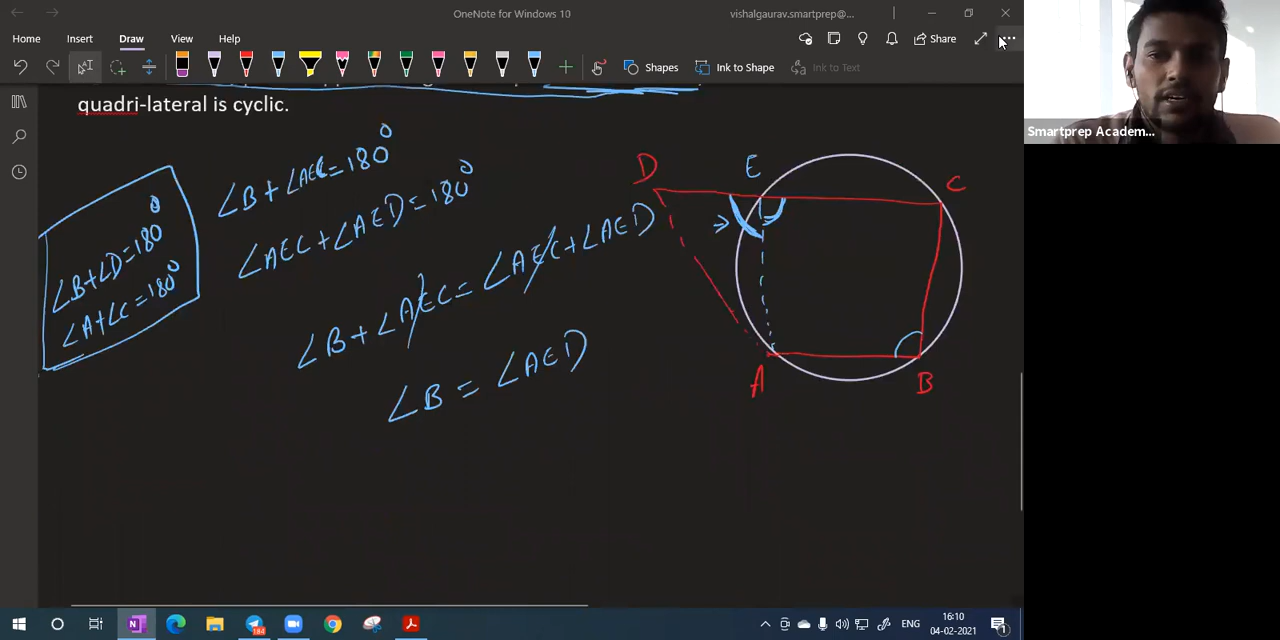 OneNote for Windows 10
vishalgaurav.smartprep@...
Home Insert Draw View Help
Share
Shapes Ink to Shape Ink to Text
quadri-lateral is cyclic.
Smartprep Academ...
∠B+∠D=180°
∠A+∠C=180°
∠B+∠AEC=180°
∠AEC+∠AED=180°
∠B+∠AEC=∠AEC+∠AED
∠B=∠AED
D E C
A B
184
ENG
16:10
04-02-2021
1